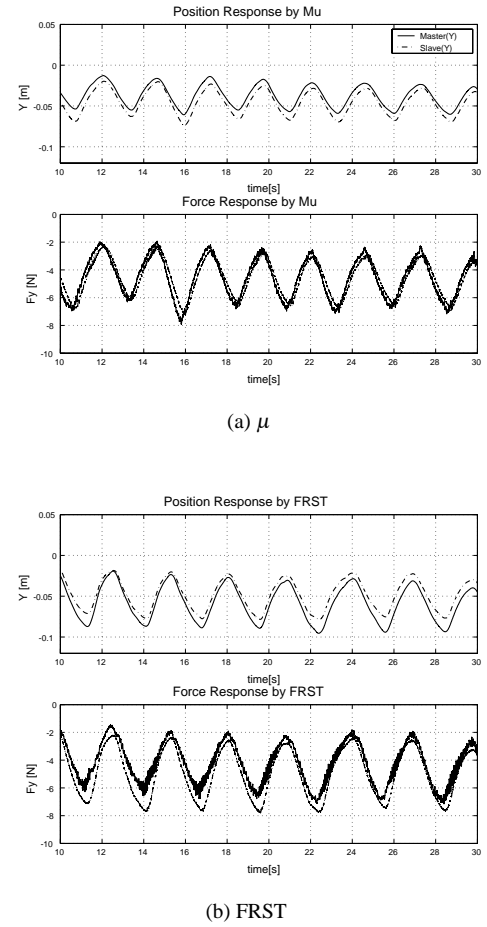 Position Response by Mu
0.05
0
-0.05
-0.1
Y [m]
Master(Y)
Slave(Y)
10 12 14 16 18 20 22 24 26 28 30
time[s]
Force Response by Mu
0
-2
-4
-6
-8
-10
Fy [N]
10 12 14 16 18 20 22 24 26 28 30
time[s]
(a) μ
Position Response by FRST
0.05
0
-0.05
-0.1
Y [m]
10 12 14 16 18 20 22 24 26 28 30
time[s]
Force Response by FRST
0
-2
-4
-6
-8
-10
Fy [N]
10 12 14 16 18 20 22 24 26 28 30
time[s]
(b) FRST